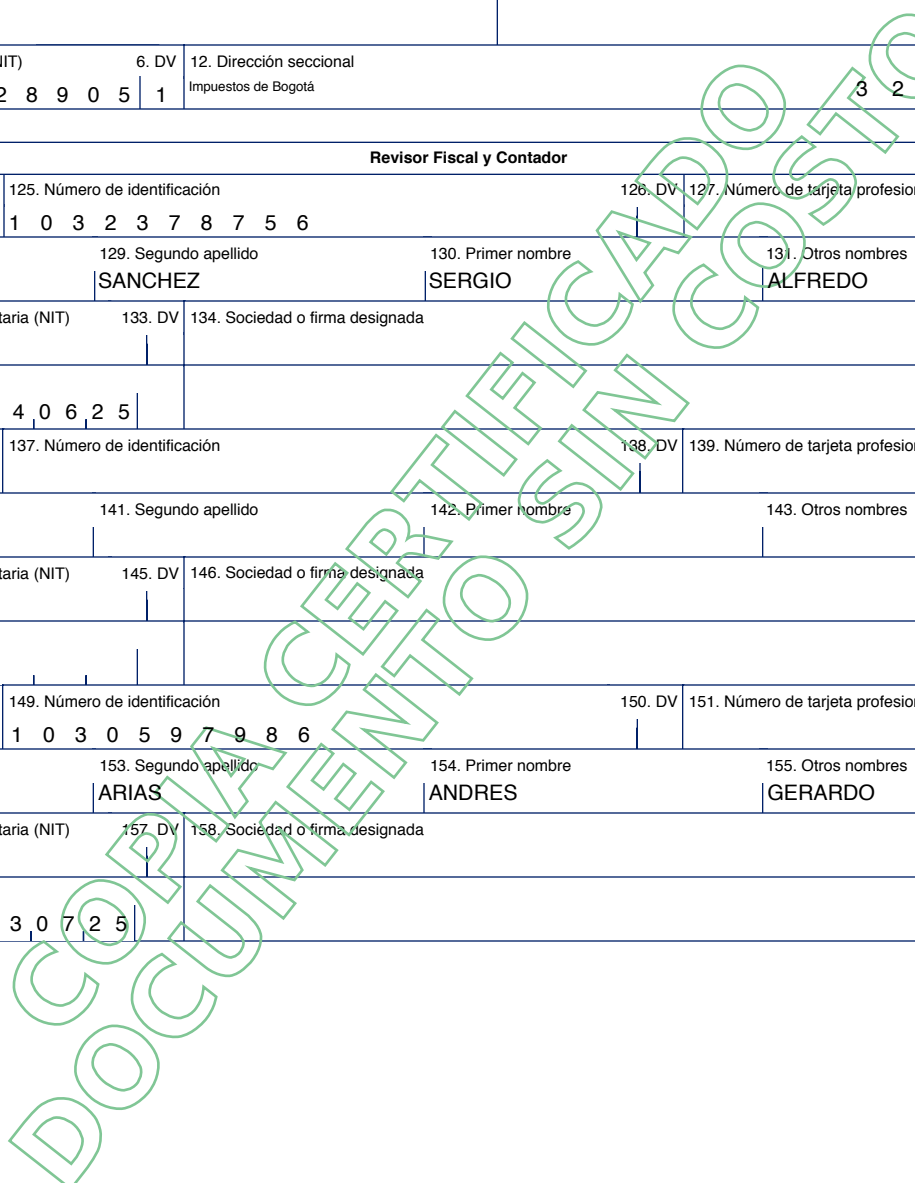 NIT) 6. DV 12. Dirección seccional
2 8 9 0 5 1 Impuestos de Bogotá 3 2
Revisor Fiscal y Contador
125. Número de identificación 126. DV 127. Número de tarjeta profesion
1 0 3 2 3 7 8 7 5 6
129. Segundo apellido 130. Primer nombre 131. Otros nombres
SANCHEZ SERGIO ALFREDO
taria (NIT) 133. DV 134. Sociedad o firma designada
4 0 6 2 5
137. Número de identificación 138. DV 139. Número de tarjeta profesion
141. Segundo apellido 142. Primer nombre 143. Otros nombres
taria (NIT) 145. DV 146. Sociedad o firma designada
149. Número de identificación 150. DV 151. Número de tarjeta profesion
1 0 3 0 5 9 7 9 8 6
153. Segundo apellido 154. Primer nombre 155. Otros nombres
ARIAS ANDRES GERARDO
taria (NIT) 157. DV 158. Sociedad o firma designada
3 0 7 2 5
COPIA CERTIFICADO
DOCUMENTO SIN COSTO